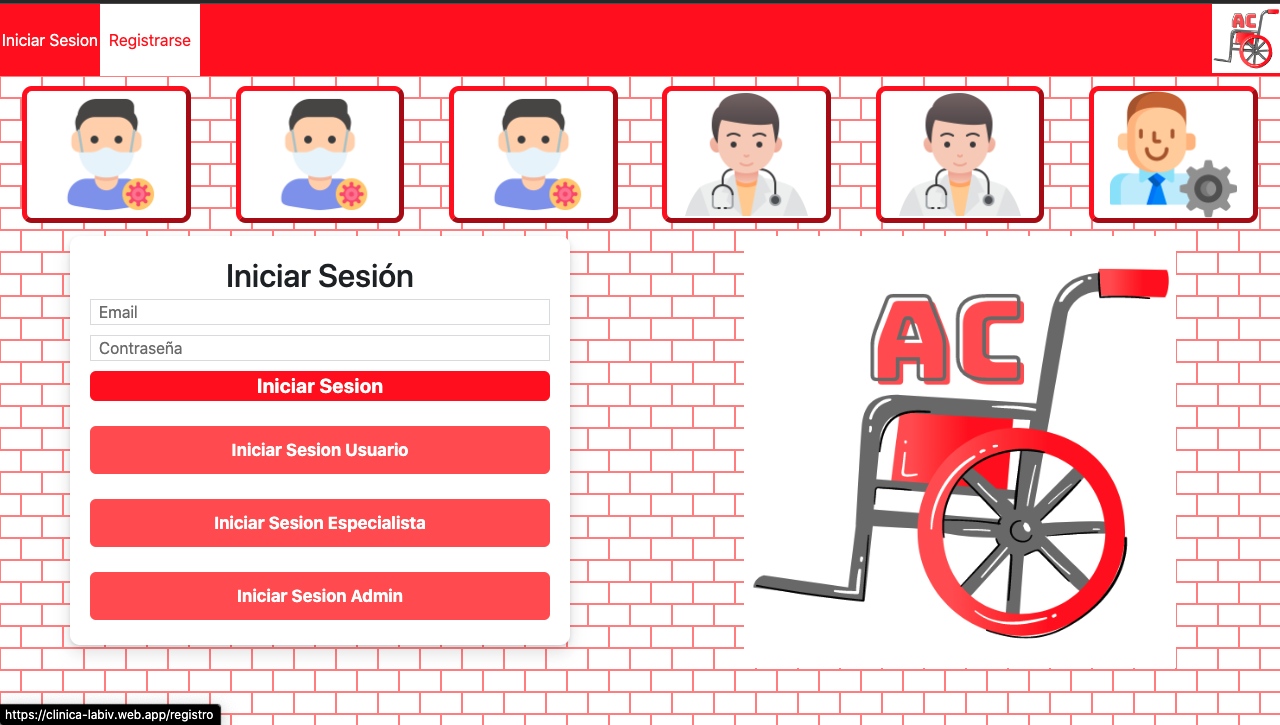 Iniciar Sesion
Registrarse
AC
Iniciar Sesión
Email
Contraseña
Iniciar Sesion
Iniciar Sesion Usuario
Iniciar Sesion Especialista
Iniciar Sesion Admin
AC
https://clinica-labiv.web.app/registro